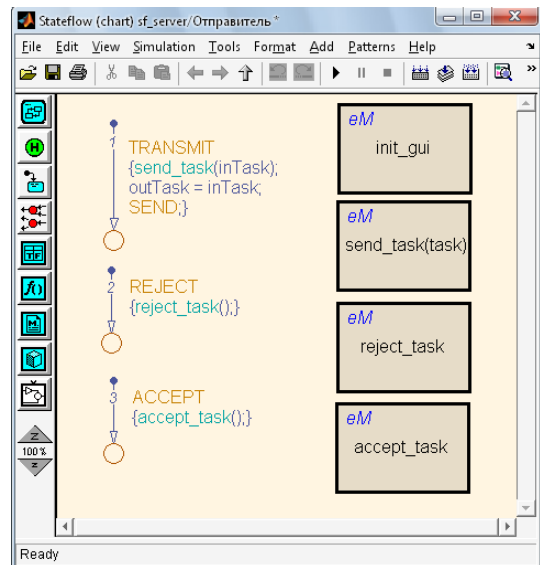 Stateflow (chart) sf_server/Отправитель *
File Edit View Simulation Tools Format Add Patterns Help
»
1 TRANSMIT
{send_task(inTask);
outTask = inTask;
SEND;}
2 REJECT
{reject_task();}
3 ACCEPT
{accept_task();}
eM
init_gui
eM
send_task(task)
eM
reject_task
eM
accept_task
H
f()
M
Z
100 %
z
Ready